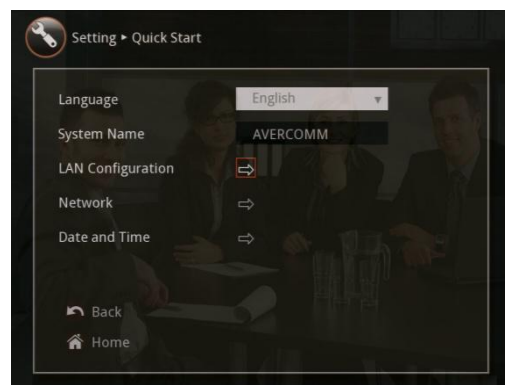 Setting ▸ Quick Start
Language English
System Name AVERCOMM
LAN Configuration
Network
Date and Time
Back
Home